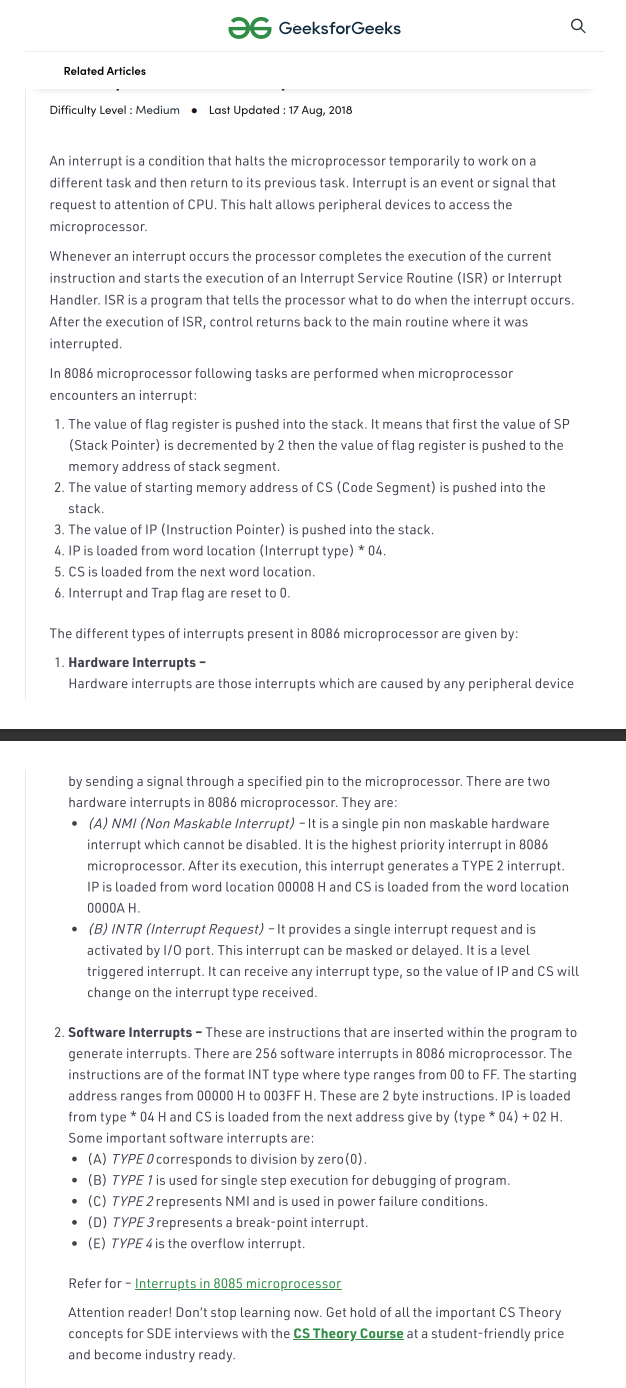 GeeksforGeeks
Related Articles
Difficulty Level : Medium ● Last Updated : 17 Aug, 2018
An interrupt is a condition that halts the microprocessor temporarily to work on a
different task and then return to its previous task. Interrupt is an event or signal that
request to attention of CPU. This halt allows peripheral devices to access the
microprocessor.
Whenever an interrupt occurs the processor completes the execution of the current
instruction and starts the execution of an Interrupt Service Routine (ISR) or Interrupt
Handler. ISR is a program that tells the processor what to do when the interrupt occurs.
After the execution of ISR, control returns back to the main routine where it was
interrupted.
In 8086 microprocessor following tasks are performed when microprocessor
encounters an interrupt:
1. The value of flag register is pushed into the stack. It means that first the value of SP
(Stack Pointer) is decremented by 2 then the value of flag register is pushed to the
memory address of stack segment.
2. The value of starting memory address of CS (Code Segment) is pushed into the
stack.
3. The value of IP (Instruction Pointer) is pushed into the stack.
4. IP is loaded from word location (Interrupt type) * 04.
5. CS is loaded from the next word location.
6. Interrupt and Trap flag are reset to 0.
The different types of interrupts present in 8086 microprocessor are given by:
1. Hardware Interrupts –
Hardware interrupts are those interrupts which are caused by any peripheral device
by sending a signal through a specified pin to the microprocessor. There are two
hardware interrupts in 8086 microprocessor. They are:
• (A) NMI (Non Maskable Interrupt) – It is a single pin non maskable hardware
interrupt which cannot be disabled. It is the highest priority interrupt in 8086
microprocessor. After its execution, this interrupt generates a TYPE 2 interrupt.
IP is loaded from word location 00008 H and CS is loaded from the word location
0000A H.
• (B) INTR (Interrupt Request) – It provides a single interrupt request and is
activated by I/O port. This interrupt can be masked or delayed. It is a level
triggered interrupt. It can receive any interrupt type, so the value of IP and CS will
change on the interrupt type received.
2. Software Interrupts – These are instructions that are inserted within the program to
generate interrupts. There are 256 software interrupts in 8086 microprocessor. The
instructions are of the format INT type where type ranges from 00 to FF. The starting
address ranges from 00000 H to 003FF H. These are 2 byte instructions. IP is loaded
from type * 04 H and CS is loaded from the next address give by (type * 04) + 02 H.
Some important software interrupts are:
• (A) TYPE 0 corresponds to division by zero(0).
• (B) TYPE 1 is used for single step execution for debugging of program.
• (C) TYPE 2 represents NMI and is used in power failure conditions.
• (D) TYPE 3 represents a break-point interrupt.
• (E) TYPE 4 is the overflow interrupt.
Refer for – Interrupts in 8085 microprocessor
Attention reader! Don't stop learning now. Get hold of all the important CS Theory
concepts for SDE interviews with the CS Theory Course at a student-friendly price
and become industry ready.